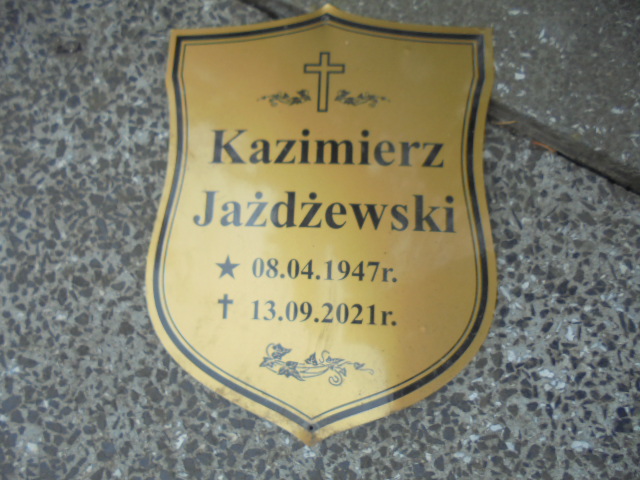 Kazimierz
Jażdżewski
★ 08.04.1947r.
✝ 13.09.2021r.